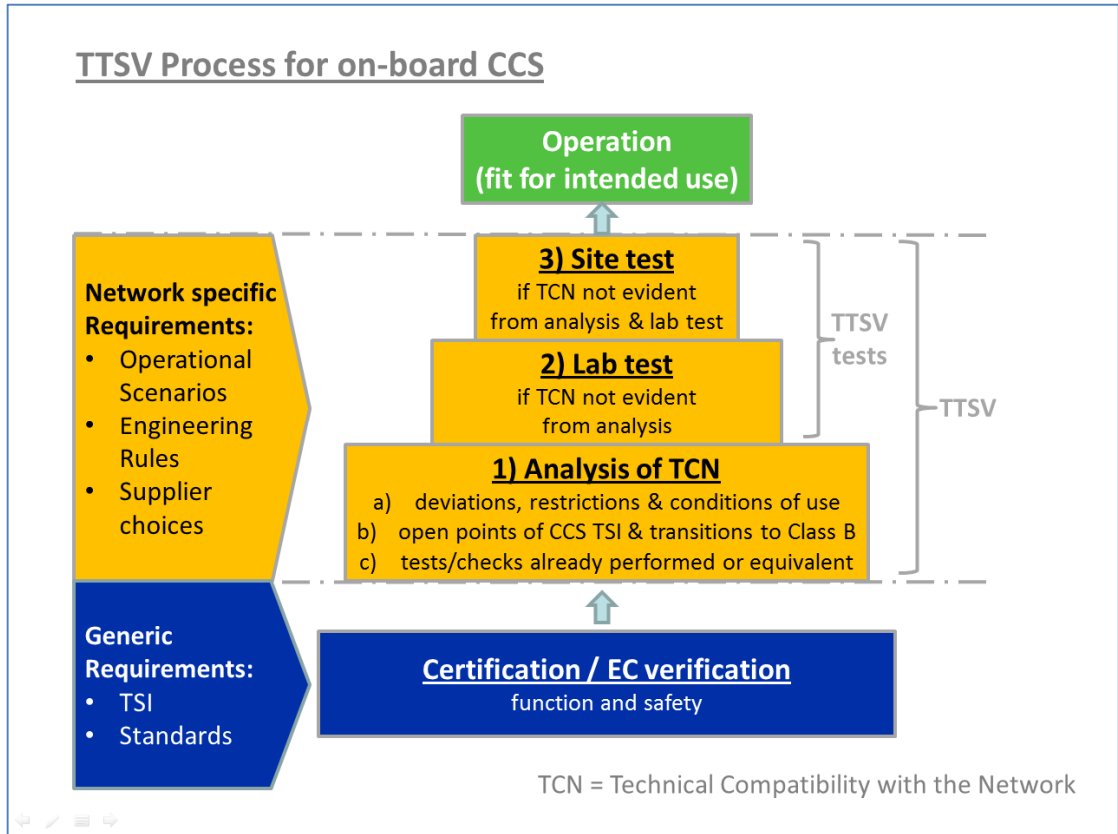 TTSV Process for on-board CCS
Operation
(fit for intended use)
Network specific
Requirements:
• Operational
Scenarios
• Engineering
Rules
• Supplier
choices
3) Site test
if TCN not evident
from analysis & lab test
2) Lab test
if TCN not evident
from analysis
1) Analysis of TCN
a) deviations, restrictions & conditions of use
b) open points of CCS TSI & transitions to Class B
c) tests/checks already performed or equivalent
TTSV
tests
TTSV
Generic
Requirements:
• TSI
• Standards
Certification / EC verification
function and safety
TCN = Technical Compatibility with the Network